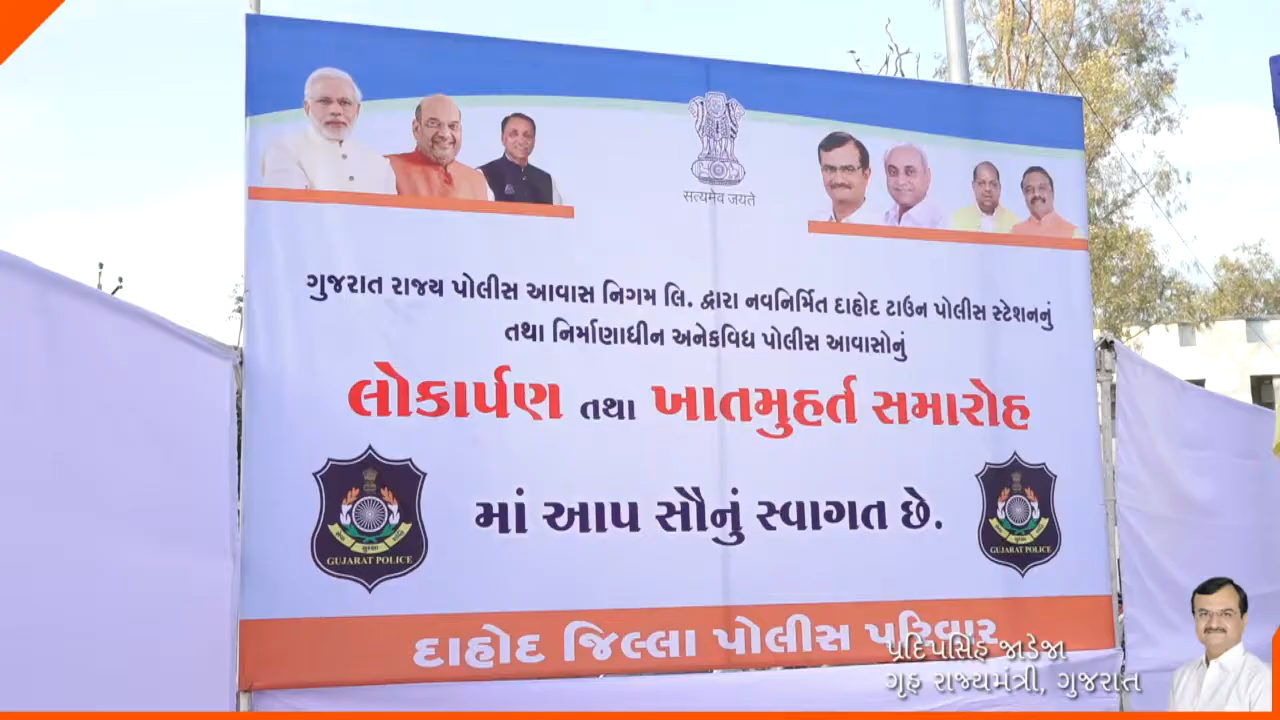 सत्यमेव जयते
ગુજરાત રાજ્ય પોલીસ આવાસ નિગમ લિ. દ્વારા નવનિર્મિત દાહોદ ટાઉન પોલીસ સ્ટેશનનું
તથા નિર્માણાધીન અનેકવિધ પોલીસ આવાસોનું
લોકાર્પણ તથા ખાતમુહર્ત સમારોહ
માં આપ સૌનું સ્વાગત છે.
GUJARAT POLICE
GUJARAT POLICE
દાહોદ જિલ્લા પોલીસ પરિવાર
પ્રદિપસિંહ જાડેજા
ગૃહ રાજ્યમંત્રી, ગુજરાત